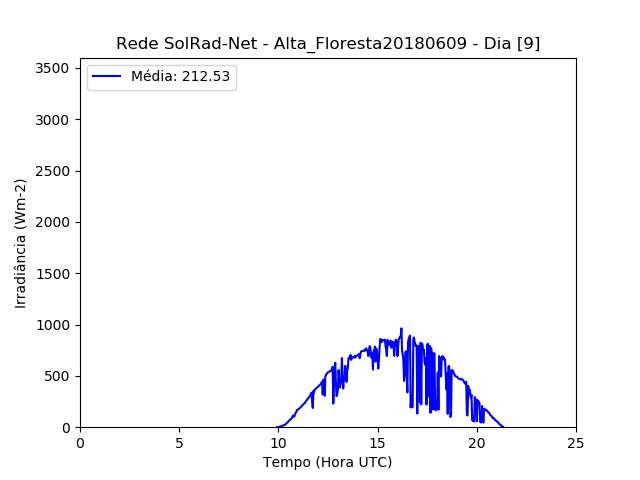 Rede SolRad-Net - Alta_Floresta20180609 - Dia [9]
Média: 212.53
3500
3000
2500
2000
1500
1000
500
0
Irradiância (Wm-2)
0 5 10 15 20 25
Tempo (Hora UTC)